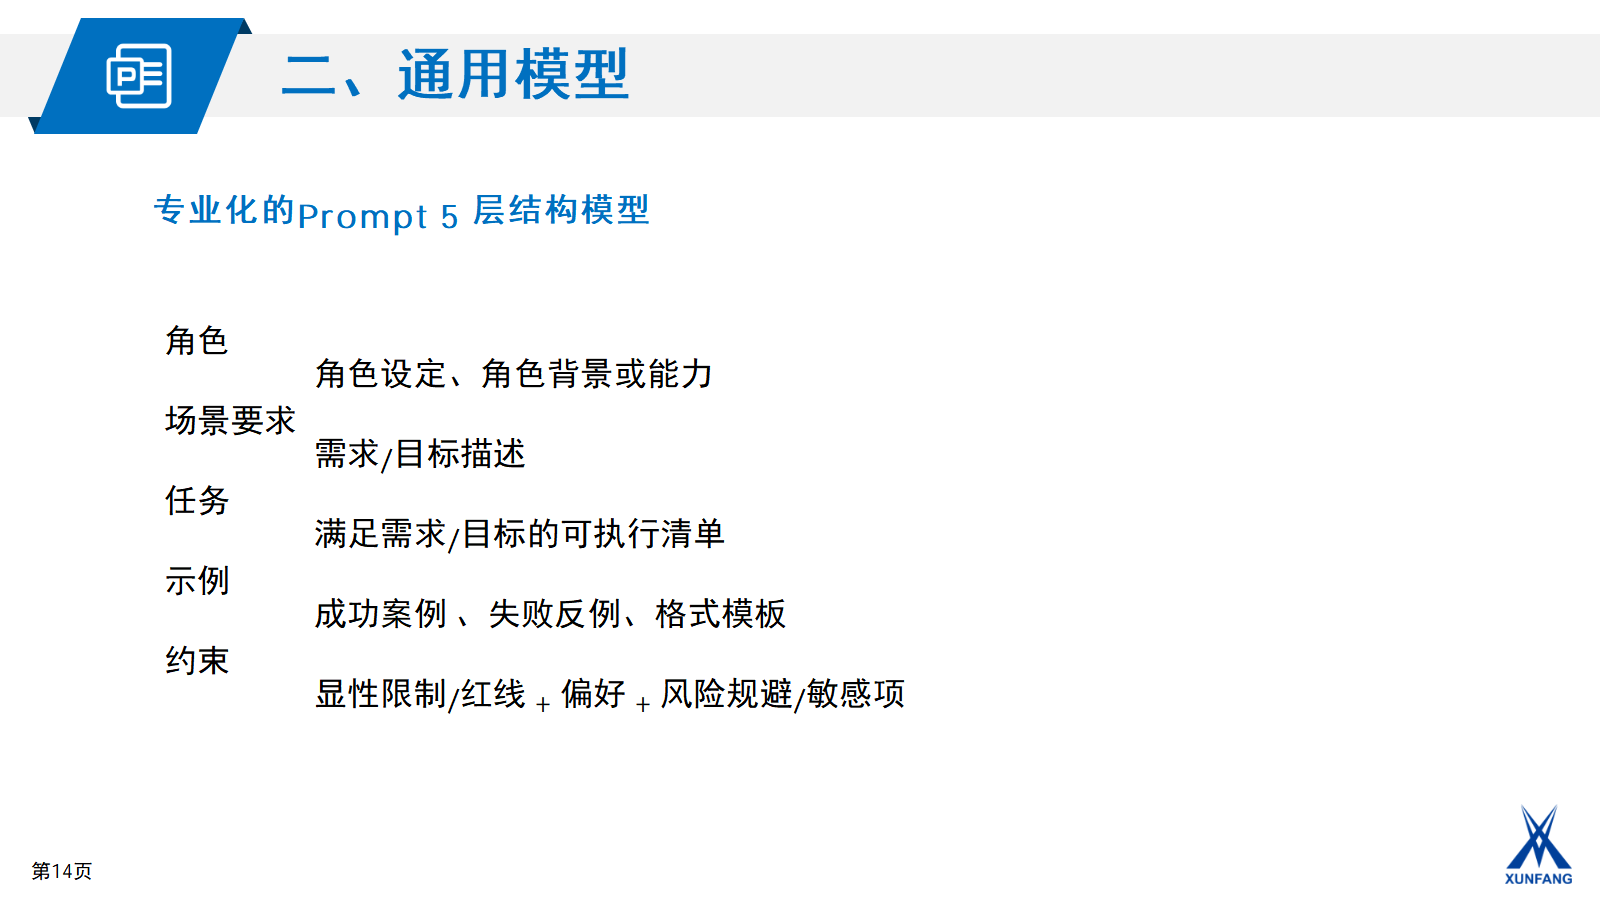 二、通用模型
专业化的Prompt 5 层结构模型
角色
角色设定、角色背景或能力
场景要求
需求/目标描述
任务
满足需求/目标的可执行清单
示例
成功案例 、失败反例、格式模板
约束
显性限制/红线 + 偏好 + 风险规避/敏感项
第14页
XUNFANG